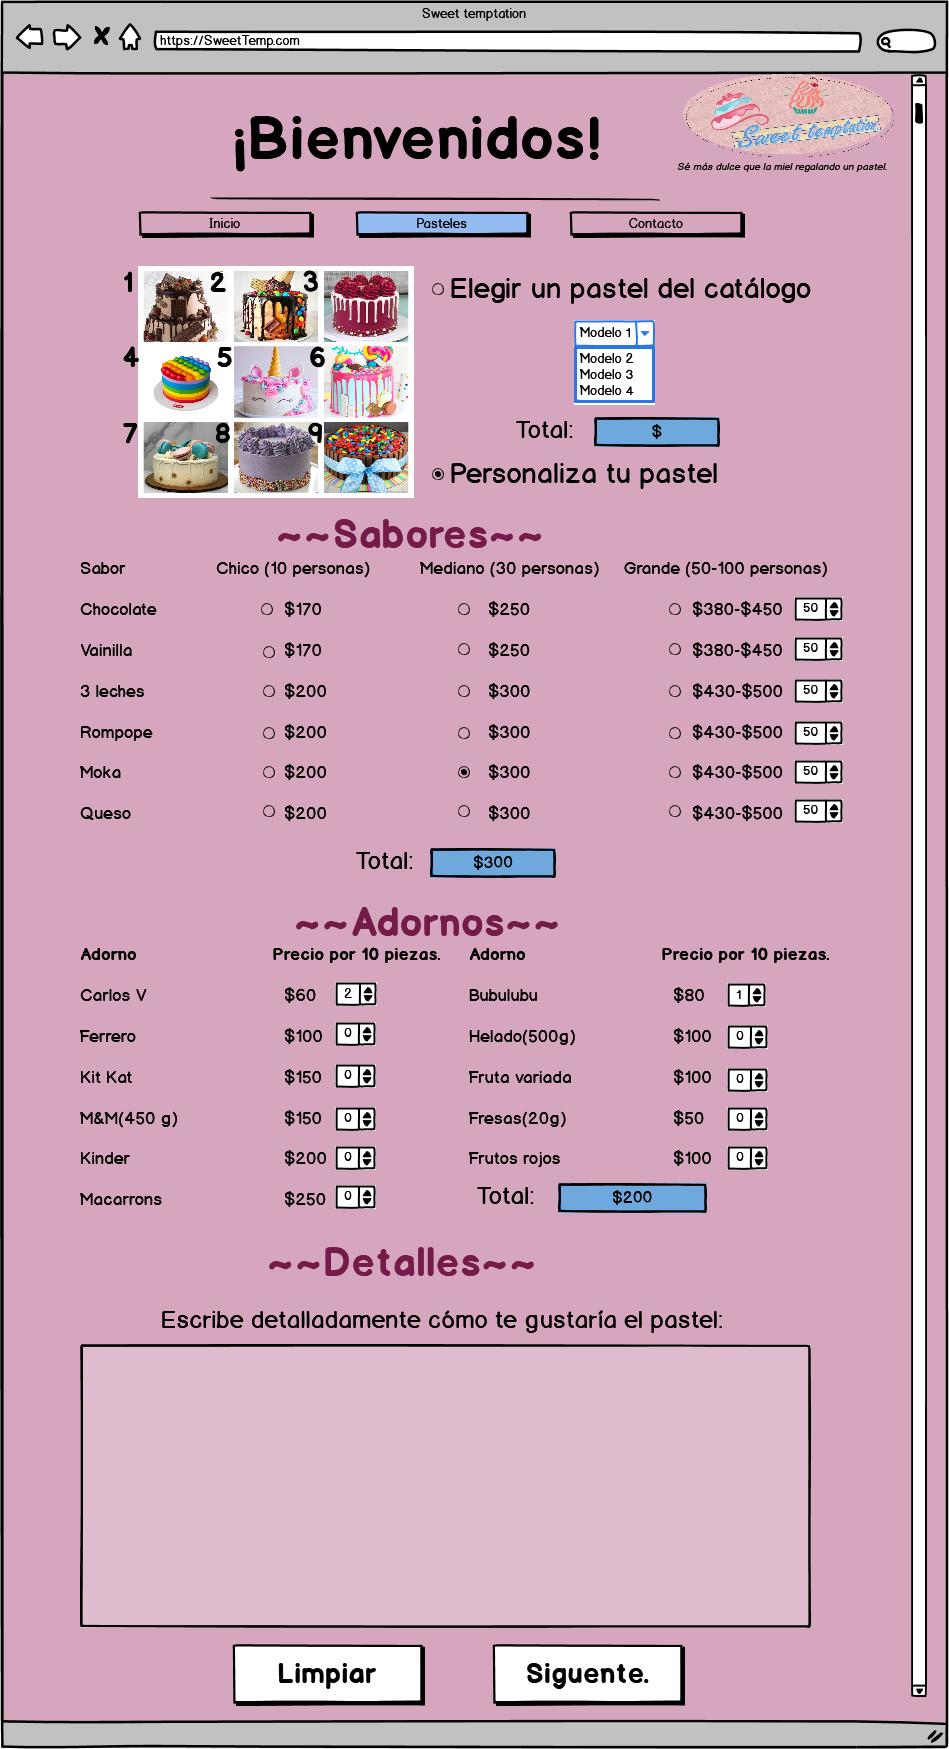 Sweet temptation
https://SweetTemp.com
¡Bienvenidos!
Sweet temptation
Sé más dulce que la miel regalando un pastel.
Inicio Pasteles Contacto
1 2 3
4 5 6
7 8 9
Elegir un pastel del catálogo
Modelo 1
Modelo 2
Modelo 3
Modelo 4
Total: $
Personaliza tu pastel
~~Sabores~~
Sabor Chico (10 personas) Mediano (30 personas) Grande (50-100 personas)
Chocolate $170 $250 $380-$450 50
Vainilla $170 $250 $380-$450 50
3 leches $200 $300 $430-$500 50
Rompope $200 $300 $430-$500 50
Moka $200 $300 $430-$500 50
Queso $200 $300 $430-$500 50
Total: $300
~~Adornos~~
Adorno Precio por 10 piezas. Adorno Precio por 10 piezas.
Carlos V $60 2 Bubulubu $80 1
Ferrero $100 0 Helado(500g) $100 0
Kit Kat $150 0 Fruta variada $100 0
M&M(450 g) $150 0 Fresas(20g) $50 0
Kinder $200 0 Frutos rojos $100 0
Macarrons $250 0 Total: $200
~~Detalles~~
Escribe detalladamente cómo te gustaría el pastel:
Limpiar Siguente.